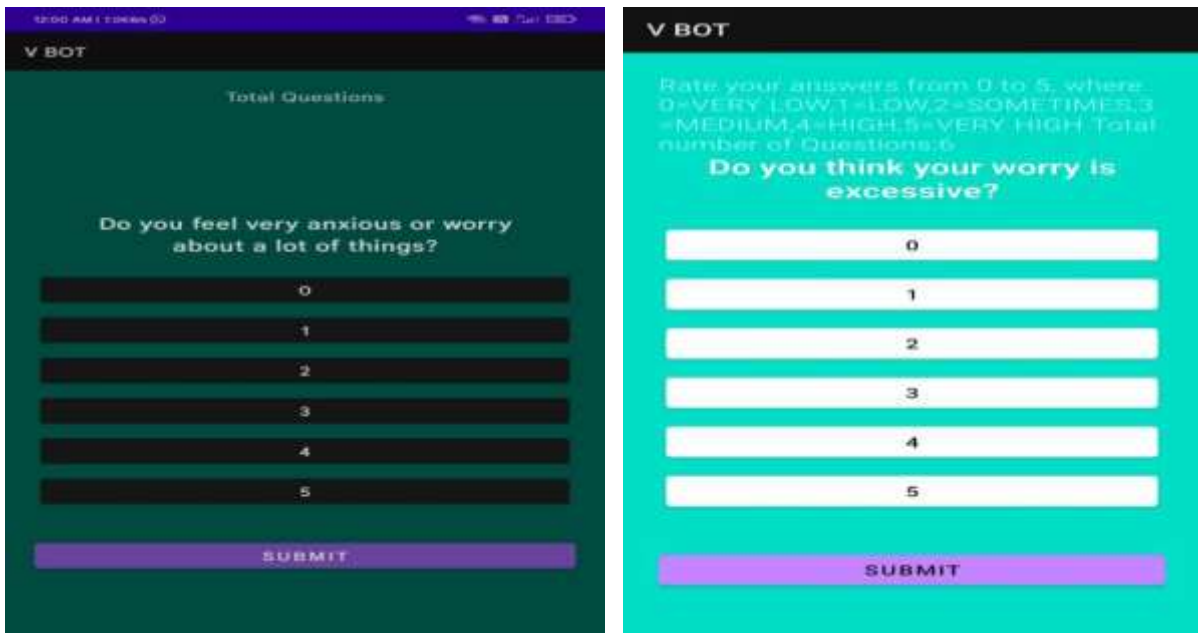 12:00 AM
V BOT
Total Questions
Do you feel very anxious or worry
about a lot of things?
0
1
2
3
4
5
SUBMIT
V BOT
Rate your answers from 0 to 5, where
0=VERY LOW,1=LOW,2=SOMETIMES,3
=MEDIUM,4=HIGH,5=VERY HIGH Total
number of Questions:6
Do you think your worry is
excessive?
0
1
2
3
4
5
SUBMIT